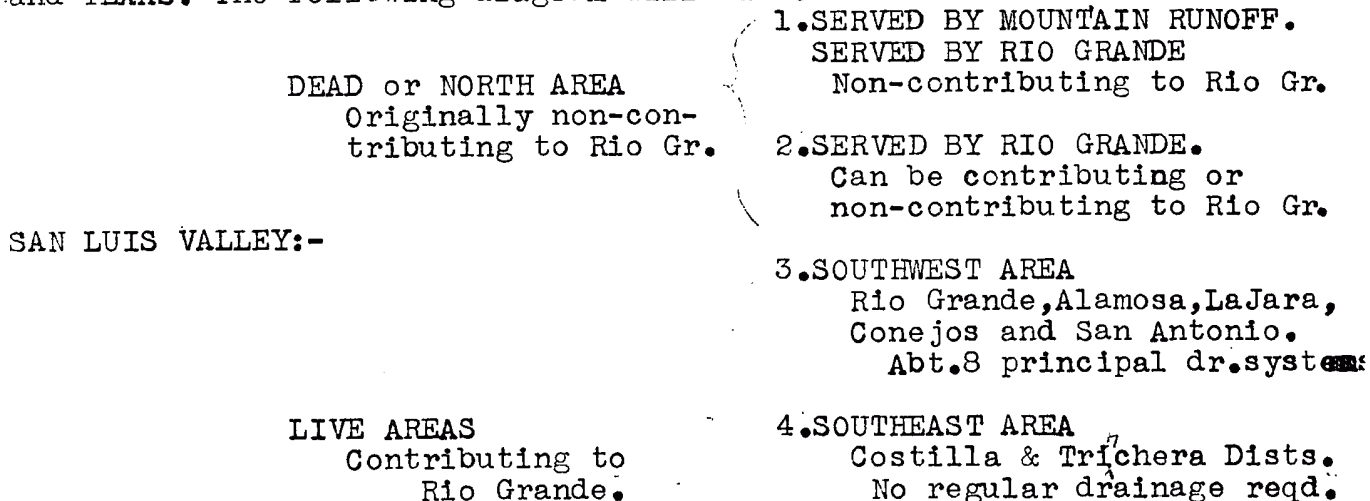 and TEXAS. The following diagram
1.SERVED BY MOUNTAIN RUNOFF.
SERVED BY RIO GRANDE
Non-contributing to Rio Gr.
DEAD or NORTH AREA
Originally non-con-
tributing to Rio Gr.
2.SERVED BY RIO GRANDE.
Can be contributing or
non-contributing to Rio Gr.
SAN LUIS VALLEY:-
3.SOUTHWEST AREA
Rio Grande,Alamosa,LaJara,
Conejos and San Antonio.
Abt.8 principal dr.systems
LIVE AREAS
Contributing to
Rio Grande.
4.SOUTHEAST AREA
Costilla & Trinchera Dists.
No regular drainage reqd.